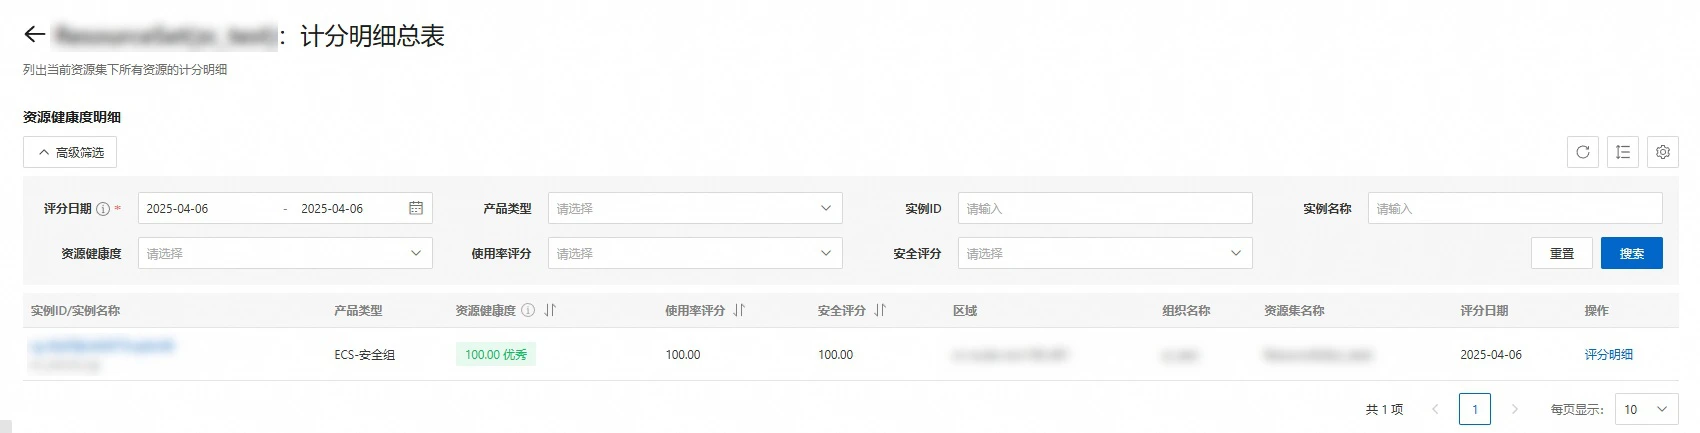 ：计分明细总表
列出当前资源集下所有资源的计分明细
资源健康度明细
高级筛选
评分日期 * 2025-04-06 - 2025-04-06 产品类型 请选择 实例ID 请输入 实例名称 请输入
资源健康度 请选择 使用率评分 请选择 安全评分 请选择 重置 搜索
实例ID/实例名称 产品类型 资源健康度 使用率评分 安全评分 区域 组织名称 资源集名称 评分日期 操作
ECS-安全组 100.00 优秀 100.00 100.00 2025-04-06 评分明细
共 1 项 1 每页显示： 10